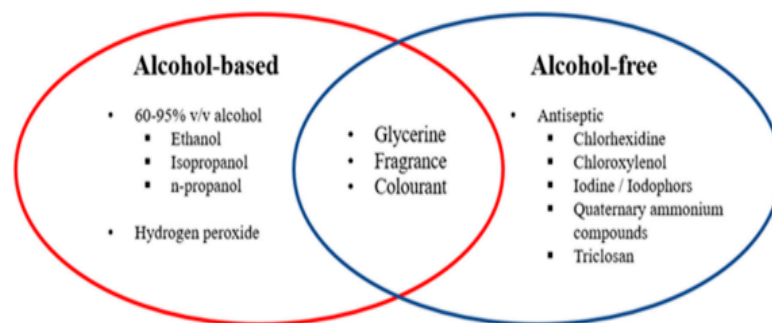 Alcohol-based
• 60-95% v/v alcohol
▪ Ethanol
▪ Isopropanol
▪ n-propanol
• Hydrogen peroxide
• Glycerine
• Fragrance
• Colourant
Alcohol-free
• Antiseptic
▪ Chlorhexidine
▪ Chloroxylenol
▪ Iodine / Iodophors
▪ Quaternary ammonium
compounds
▪ Triclosan